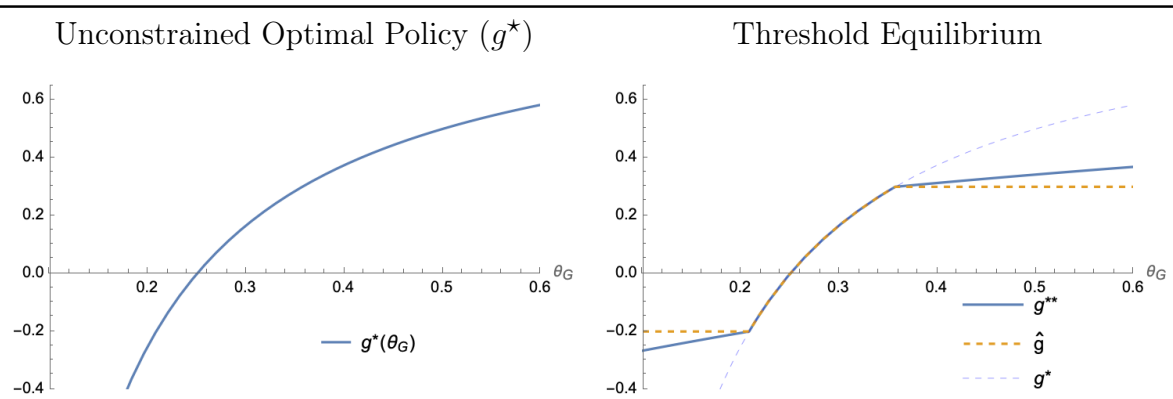 Unconstrained Optimal Policy (g⋆)
Threshold Equilibrium
0.6
0.4
0.2
0.0
−0.2
−0.4
0.2 0.3 0.4 0.5 0.6 θG
g*(θG)
0.6
0.4
0.2
0.0
−0.2
−0.4
0.2 0.3 0.4 0.5 0.6 θG
g**
ĝ
g*